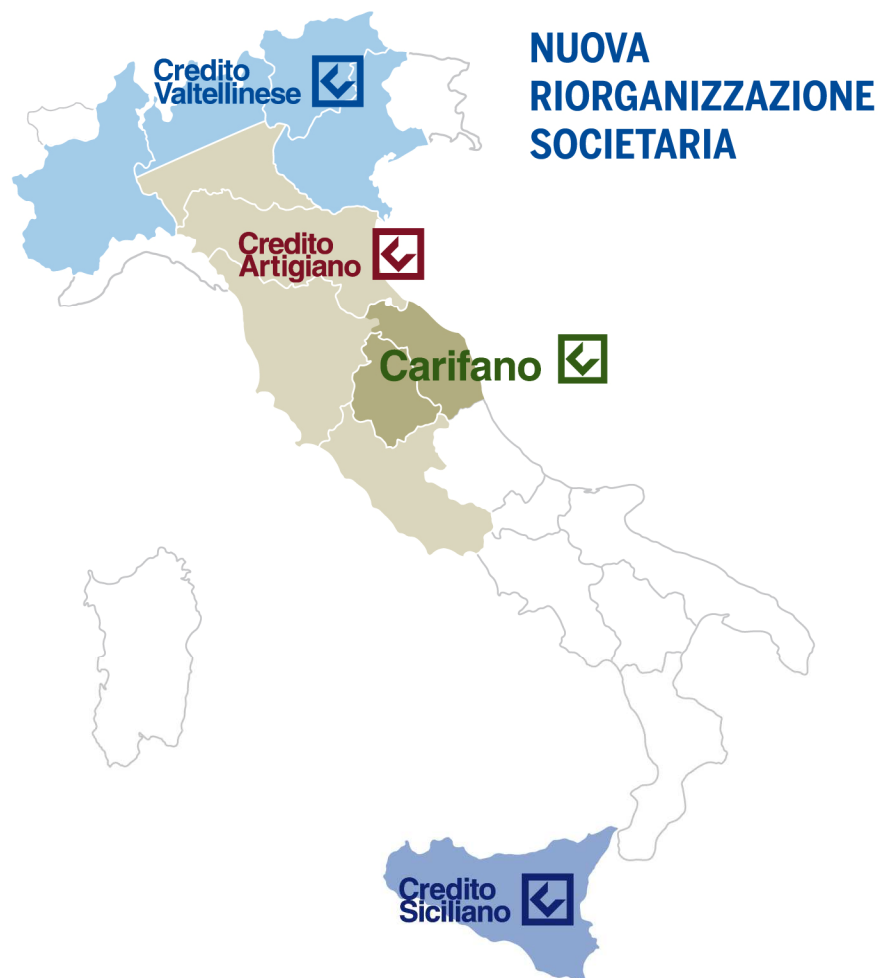 NUOVA
RIORGANIZZAZIONE
SOCIETARIA
Credito
Valtellinese
Credito
Artigiano
Carifano
Credito
Siciliano